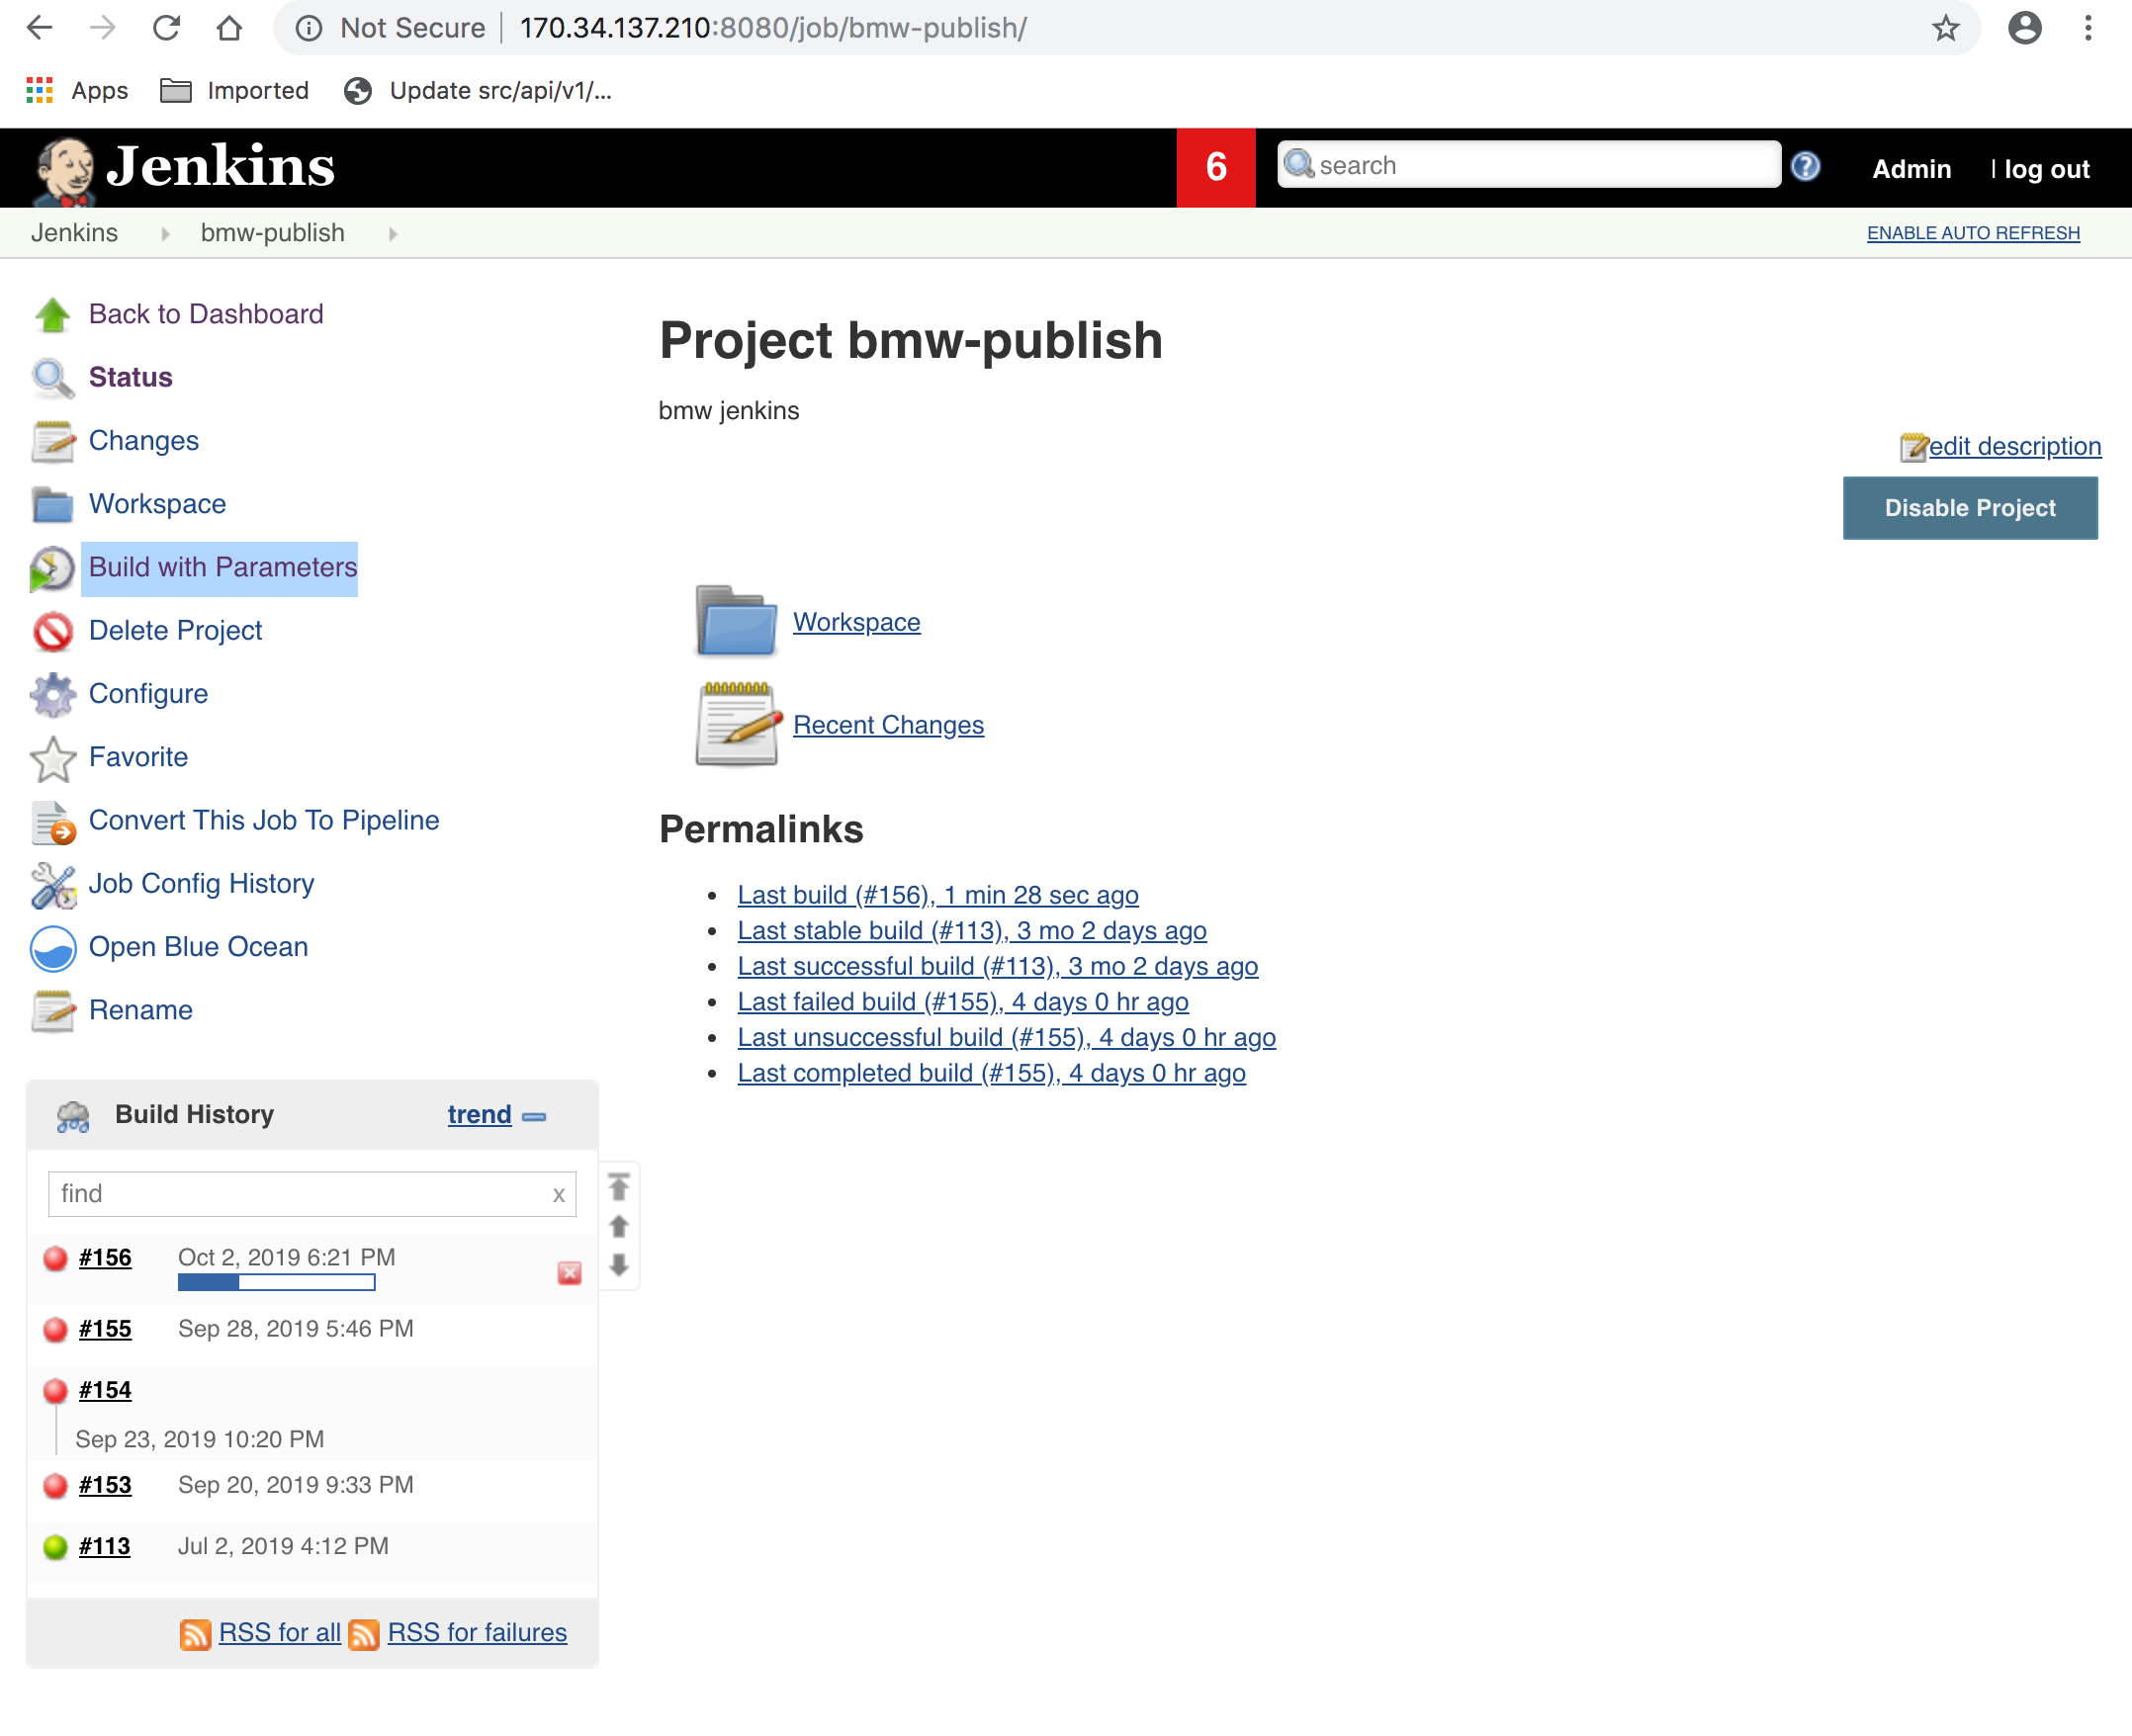 Not Secure | 170.34.137.210:8080/job/bmw-publish/
Apps Imported Update src/api/v1/...
Jenkins 6 search ? Admin | log out
Jenkins bmw-publish ENABLE AUTO REFRESH
Back to Dashboard
Status
Changes
Workspace
Build with Parameters
Delete Project
Configure
Favorite
Convert This Job To Pipeline
Job Config History
Open Blue Ocean
Rename
Project bmw-publish
bmw jenkins
edit description
Disable Project
Workspace
Recent Changes
Permalinks
• Last build (#156), 1 min 28 sec ago
• Last stable build (#113), 3 mo 2 days ago
• Last successful build (#113), 3 mo 2 days ago
• Last failed build (#155), 4 days 0 hr ago
• Last unsuccessful build (#155), 4 days 0 hr ago
• Last completed build (#155), 4 days 0 hr ago
Build History trend
find x
#156 Oct 2, 2019 6:21 PM
#155 Sep 28, 2019 5:46 PM
#154
Sep 23, 2019 10:20 PM
#153 Sep 20, 2019 9:33 PM
#113 Jul 2, 2019 4:12 PM
RSS for all RSS for failures